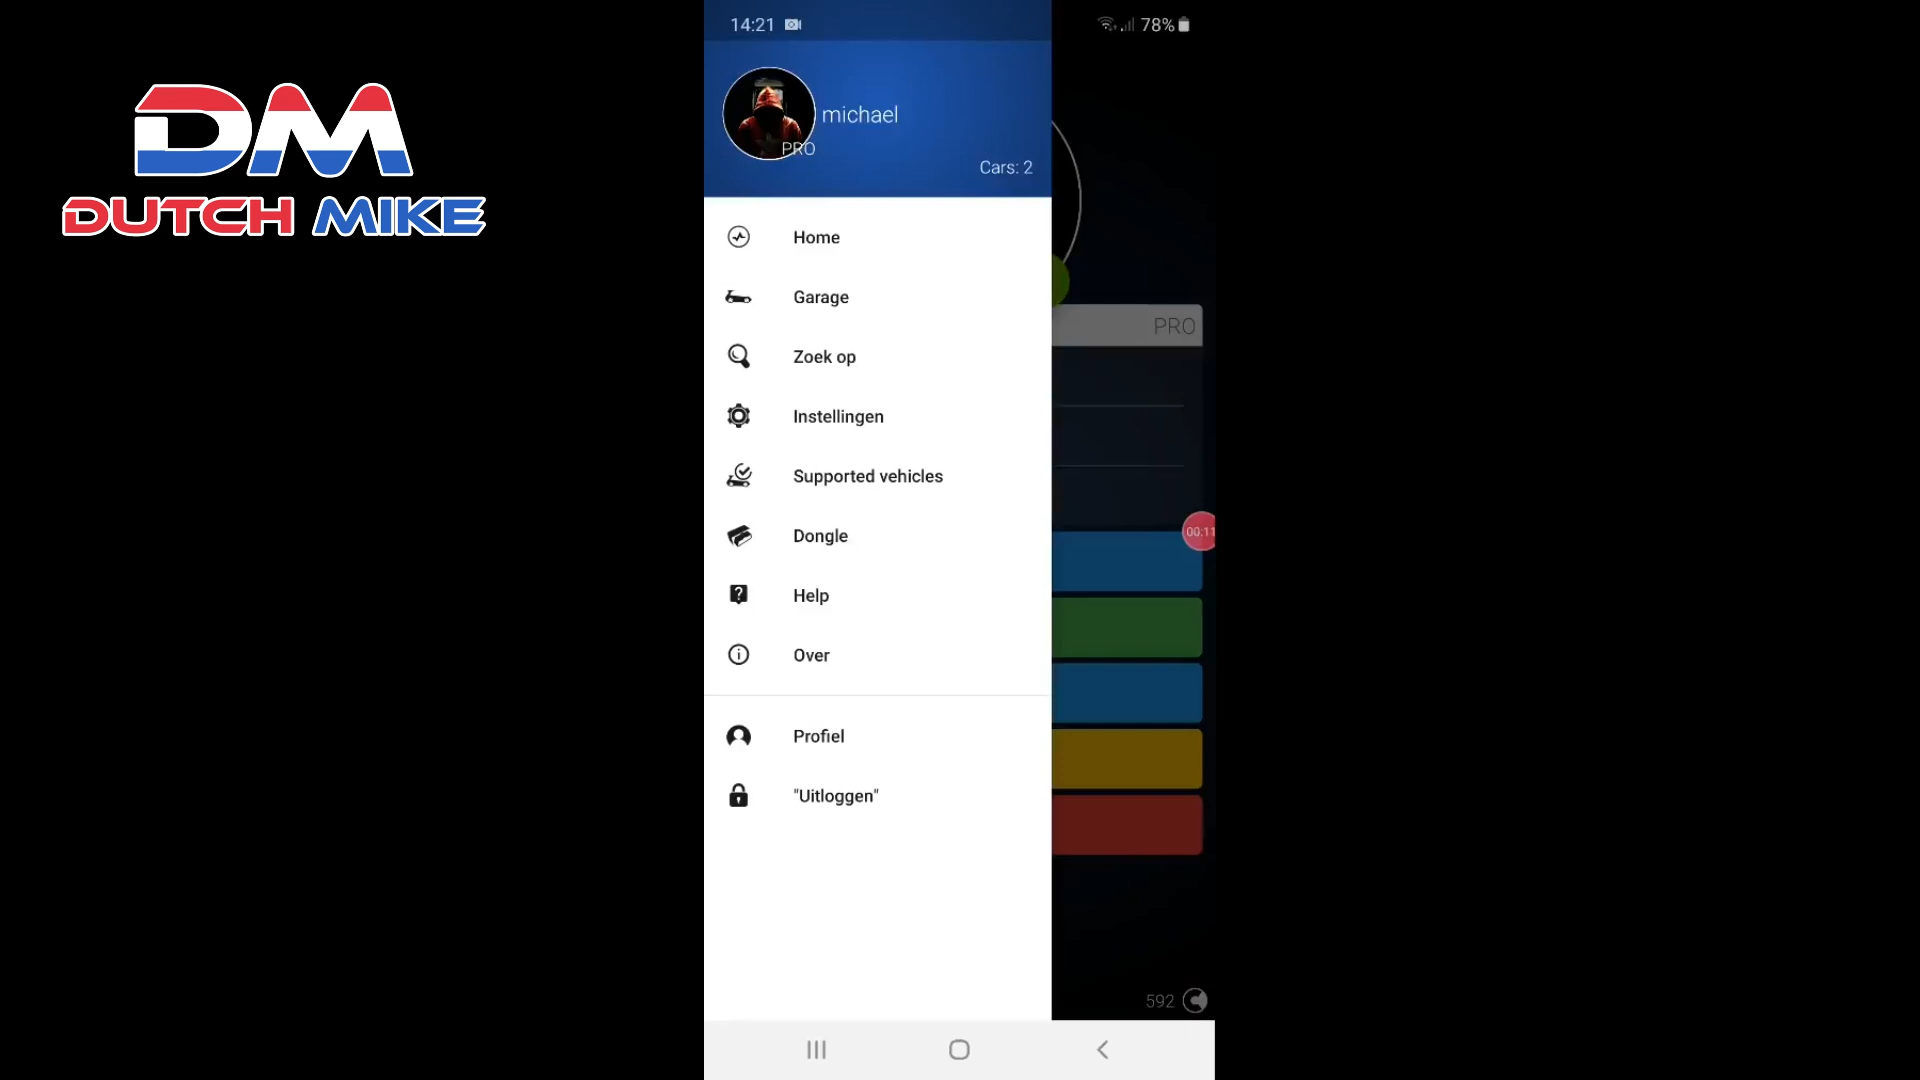 DM
DUTCH MIKE
14:21
78%
michael
PRO
Cars: 2
Home
Garage
Zoek op
Instellingen
Supported vehicles
Dongle
Help
Over
Profiel
"Uitloggen"
PRO
00:11
592